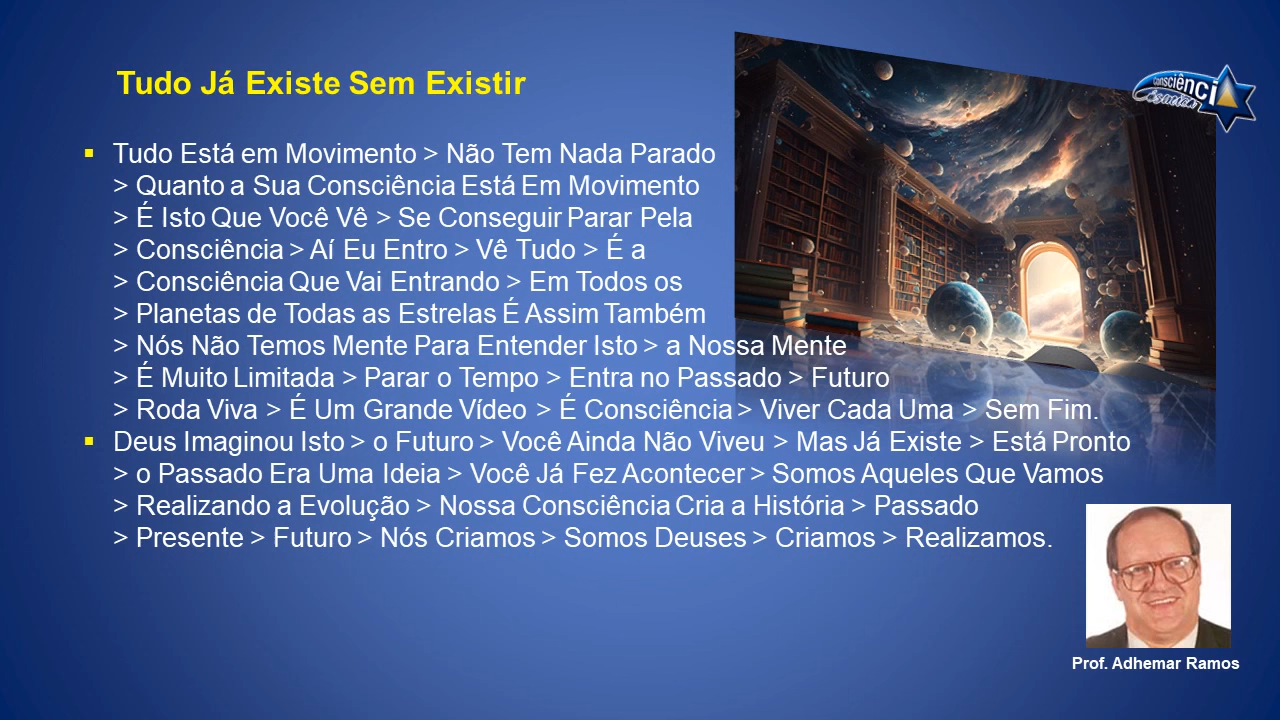 Tudo Já Existe Sem Existir
Consciênci
Tudo Está em Movimento > Não Tem Nada Parado
> Quanto a Sua Consciência Está Em Movimento
> É Isto Que Você Vê > Se Conseguir Parar Pela
> Consciência > Aí Eu Entro > Vê Tudo > É a
> Consciência Que Vai Entrando > Em Todos os
> Planetas de Todas as Estrelas É Assim Também
> Nós Não Temos Mente Para Entender Isto > a Nossa Mente
> É Muito Limitada > Parar o Tempo > Entra no Passado > Futuro
> Roda Viva > É Um Grande Vídeo > É Consciência > Viver Cada Uma > Sem Fim.
Deus Imaginou Isto > o Futuro > Você Ainda Não Viveu > Mas Já Existe > Está Pronto
> o Passado Era Uma Ideia > Você Já Fez Acontecer > Somos Aqueles Que Vamos
> Realizando a Evolução > Nossa Consciência Cria a História > Passado
> Presente > Futuro > Nós Criamos > Somos Deuses > Criamos > Realizamos.
Prof. Adhemar Ramos